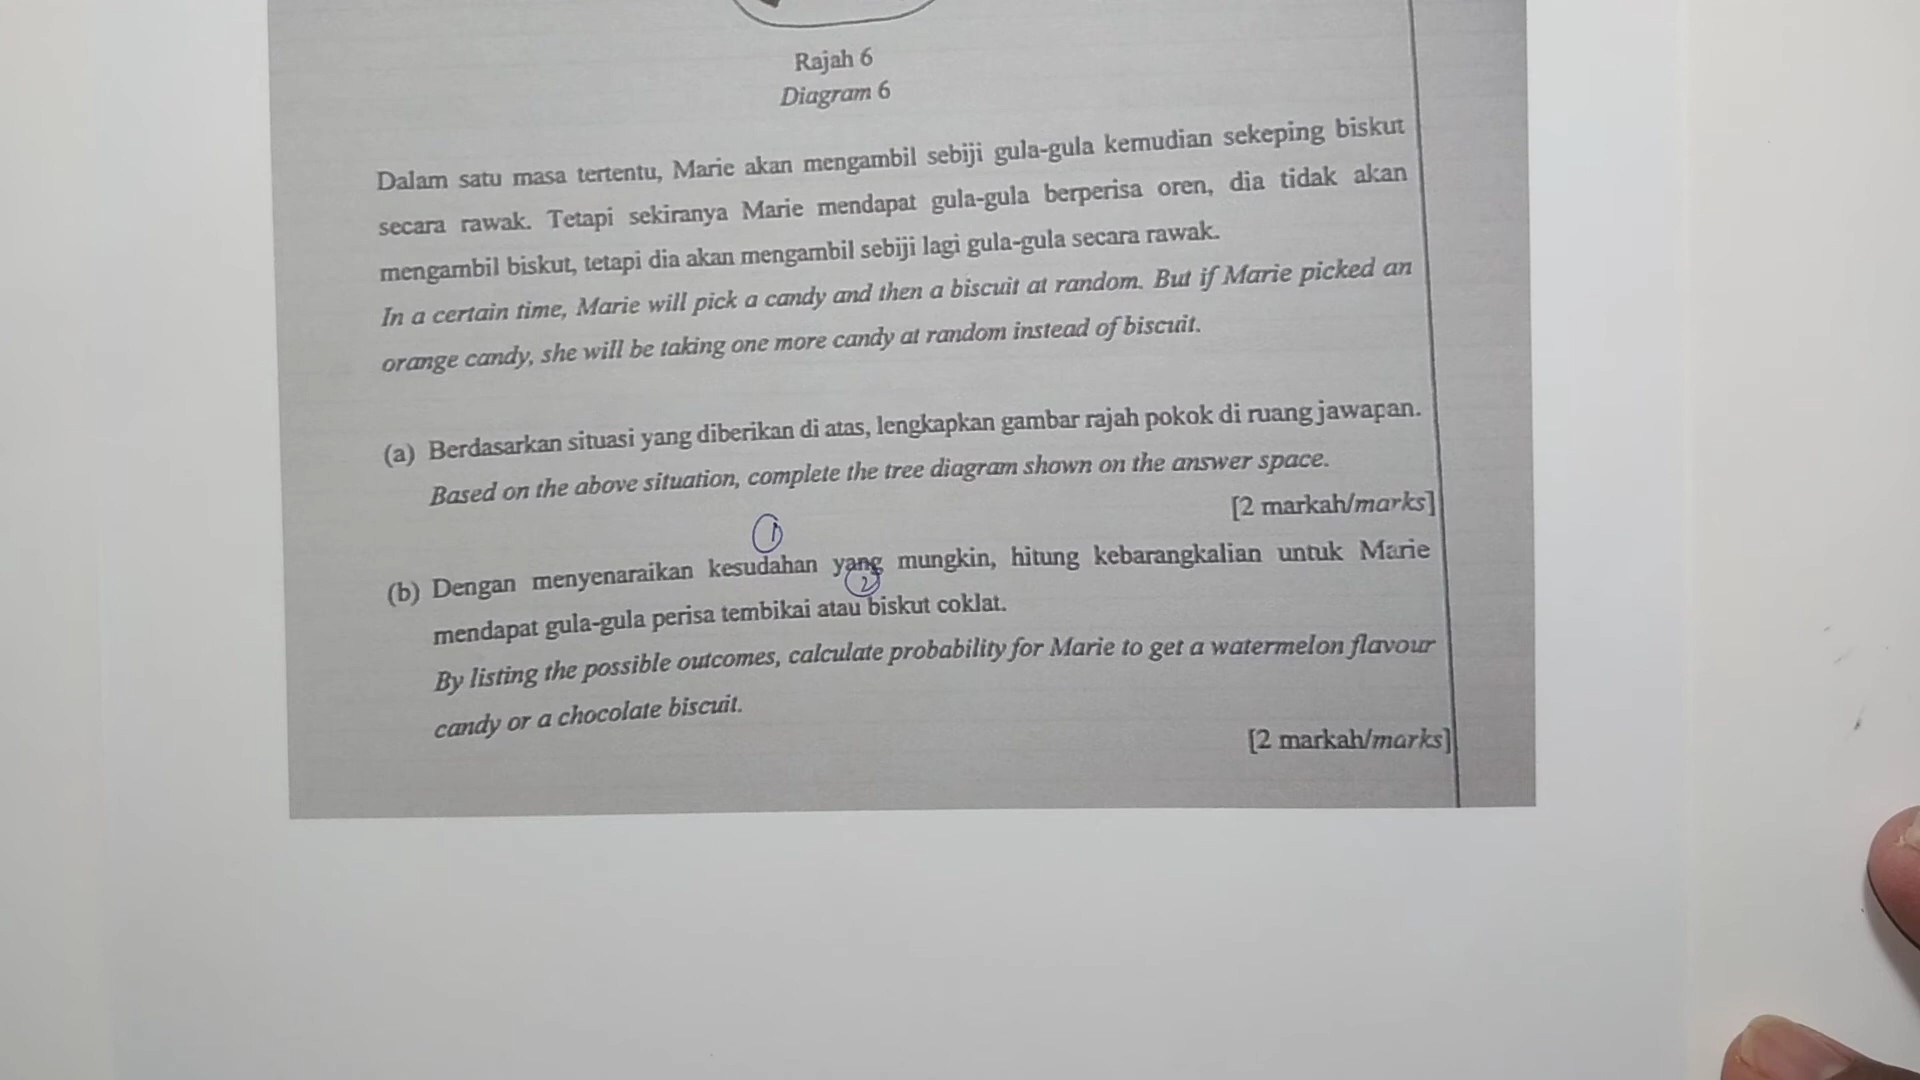 Rajah 6
Diagram 6
Dalam satu masa tertentu, Marie akan mengambil sebiji gula-gula kemudian sekeping biskut
secara rawak. Tetapi sekiranya Marie mendapat gula-gula berperisa oren, dia tidak akan
mengambil biskut, tetapi dia akan mengambil sebiji lagi gula-gula secara rawak.
In a certain time, Marie will pick a candy and then a biscuit at random. But if Marie picked an
orange candy, she will be taking one more candy at random instead of biscuit.
(a) Berdasarkan situasi yang diberikan di atas, lengkapkan gambar rajah pokok di ruang jawapan.
Based on the above situation, complete the tree diagram shown on the answer space.
[2 markah/marks]
1
(b) Dengan menyenaraikan kesudahan yang mungkin, hitung kebarangkalian untuk Marie
2
mendapat gula-gula perisa tembikai atau biskut coklat.
By listing the possible outcomes, calculate probability for Marie to get a watermelon flavour
candy or a chocolate biscuit.
[2 markah/marks]